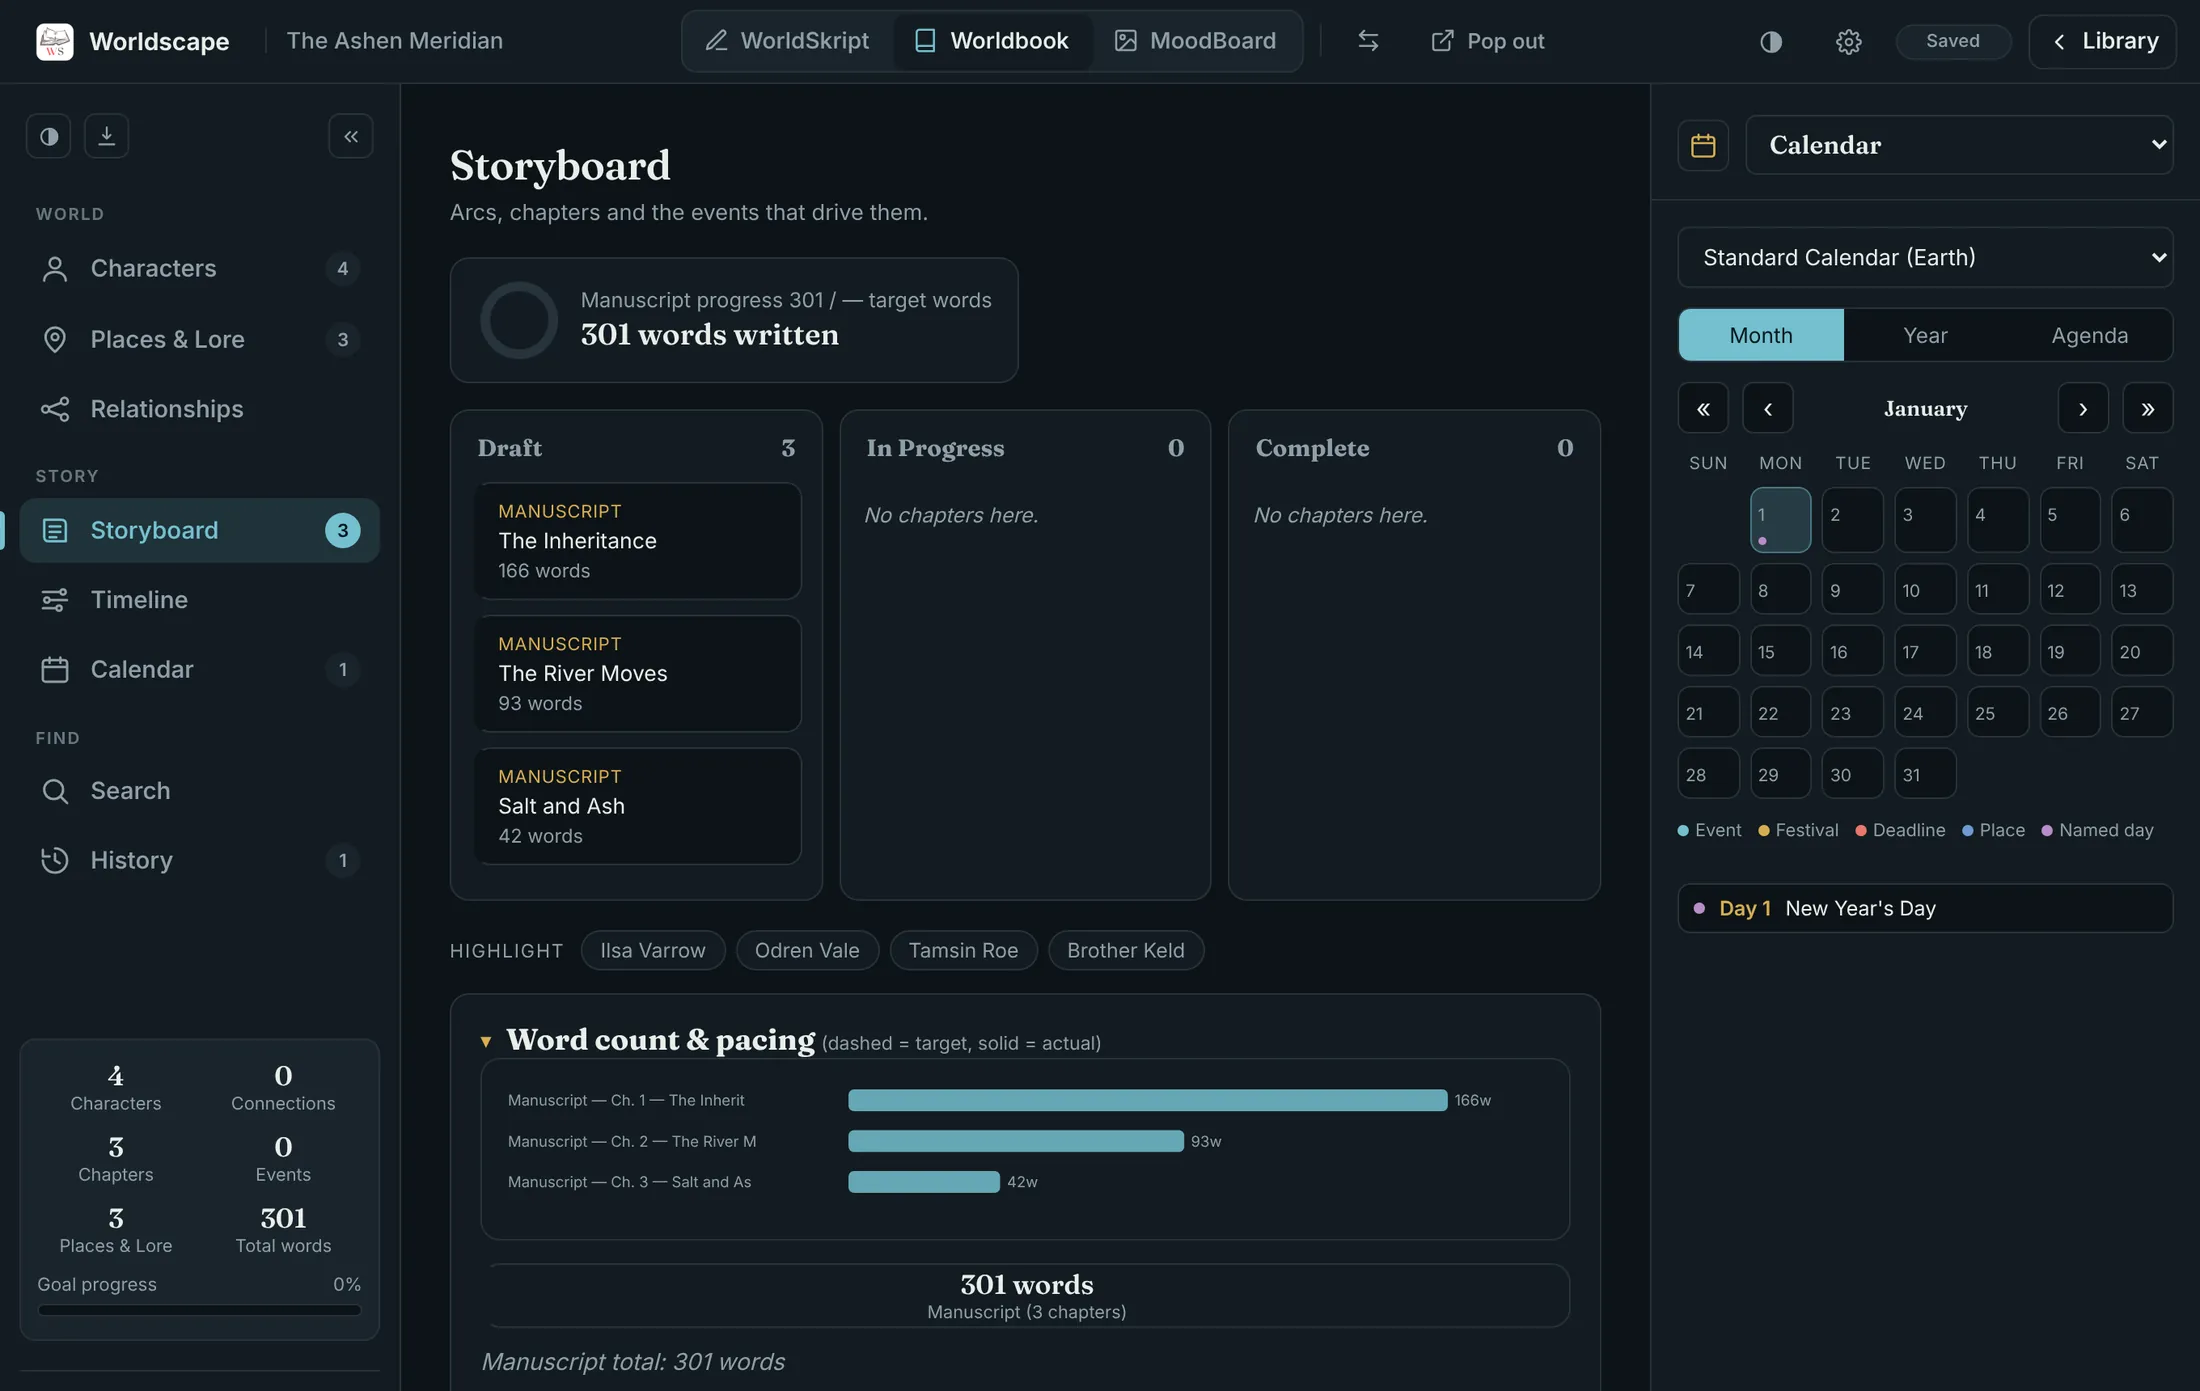 WS
Worldscape
The Ashen Meridian
WorldSkript
Worldbook
MoodBoard
Pop out
Saved
Library
WORLD
Characters 4
Places & Lore 3
Relationships
STORY
Storyboard 3
Timeline
Calendar 1
FIND
Search
History 1
4 0
Characters Connections
3 0
Chapters Events
3 301
Places & Lore Total words
Goal progress 0%
Storyboard
Arcs, chapters and the events that drive them.
Manuscript progress 301 / — target words
301 words written
Draft 3
MANUSCRIPT
The Inheritance
166 words
MANUSCRIPT
The River Moves
93 words
MANUSCRIPT
Salt and Ash
42 words
In Progress 0
No chapters here.
Complete 0
No chapters here.
HIGHLIGHT Ilsa Varrow Odren Vale Tamsin Roe Brother Keld
Word count & pacing (dashed = target, solid = actual)
Manuscript — Ch. 1 — The Inherit 166w
Manuscript — Ch. 2 — The River M 93w
Manuscript — Ch. 3 — Salt and As 42w
301 words
Manuscript (3 chapters)
Manuscript total: 301 words
Calendar
Standard Calendar (Earth)
Month Year Agenda
« ‹ January › »
SUN MON TUE WED THU FRI SAT
1 2 3 4 5 6
7 8 9 10 11 12 13
14 15 16 17 18 19 20
21 22 23 24 25 26 27
28 29 30 31
Event Festival Deadline Place Named day
Day 1 New Year's Day